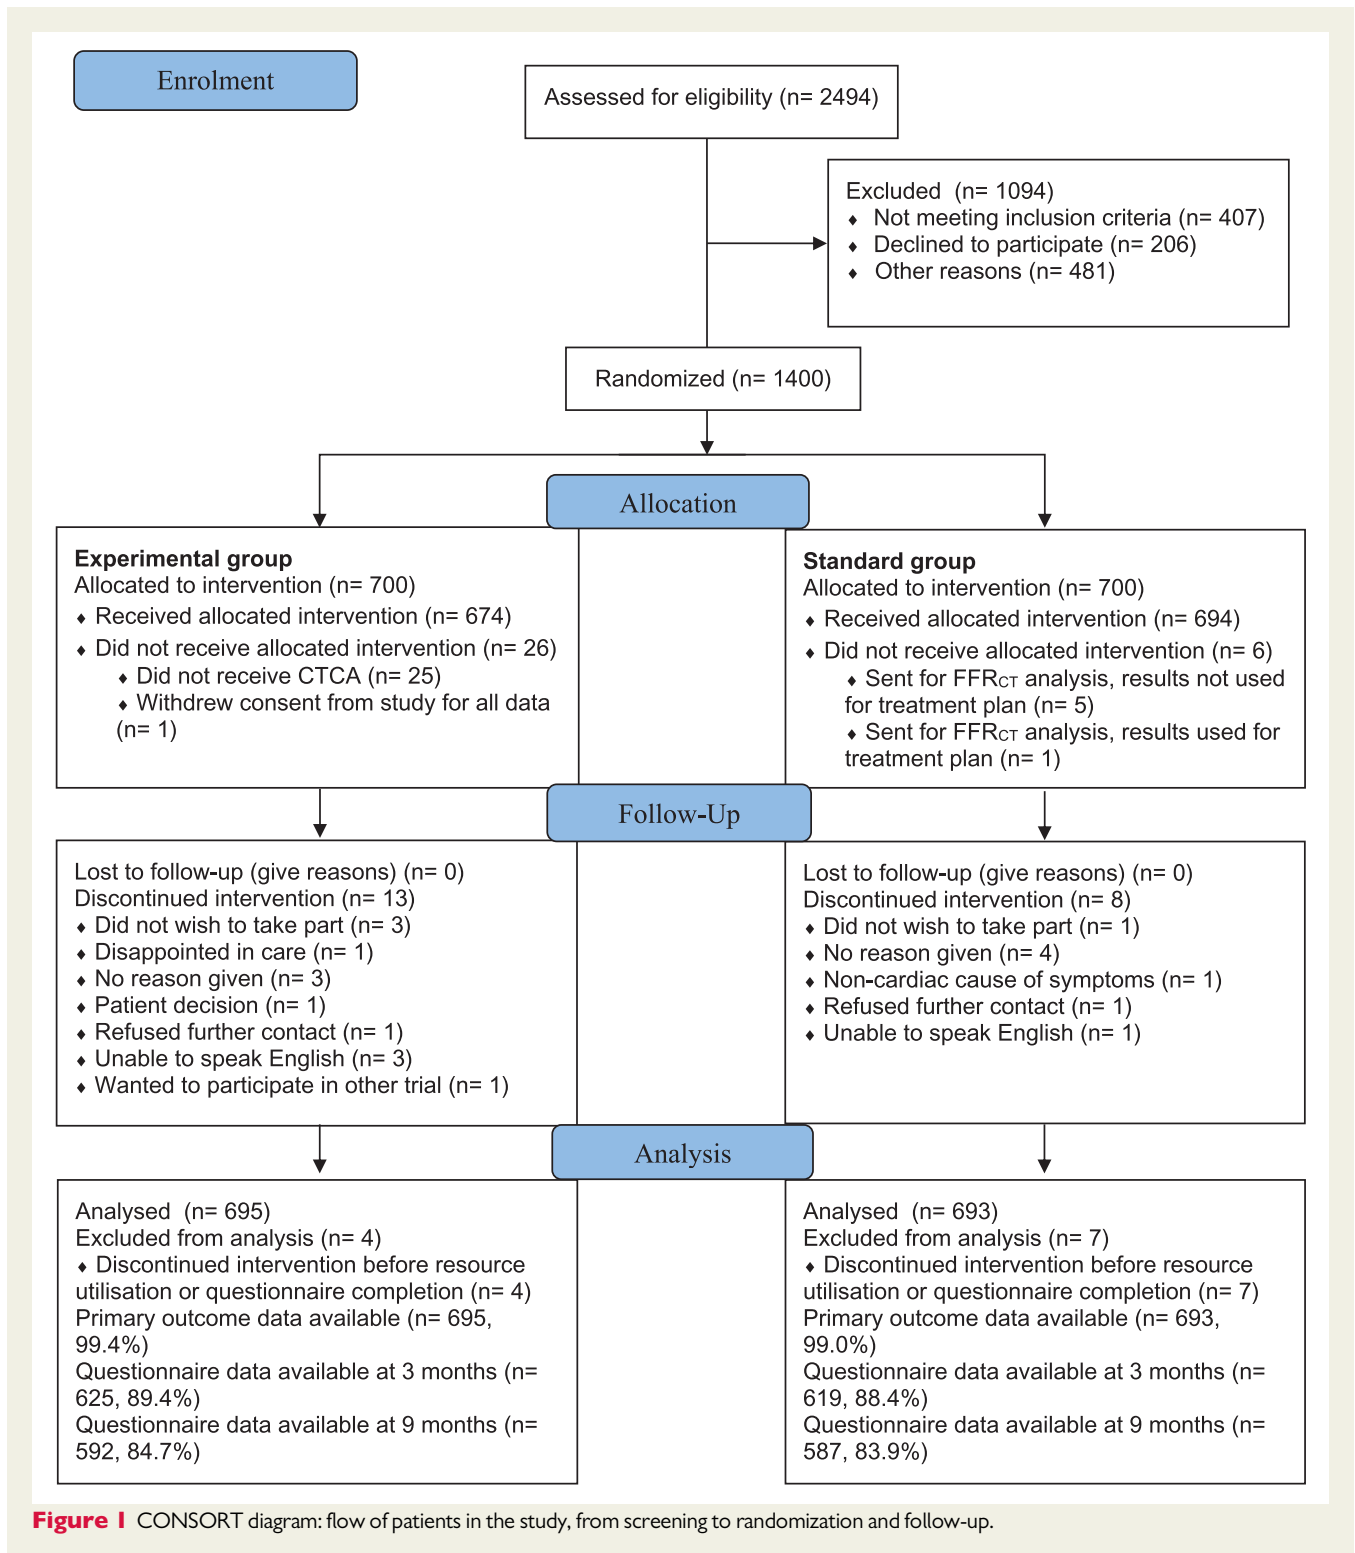 Enrolment
Assessed for eligibility (n= 2494)
Excluded (n= 1094)
♦ Not meeting inclusion criteria (n= 407)
♦ Declined to participate (n= 206)
♦ Other reasons (n= 481)
Randomized (n= 1400)
Allocation
Experimental group
Allocated to intervention (n= 700)
♦ Received allocated intervention (n= 674)
♦ Did not receive allocated intervention (n= 26)
♦ Did not receive CTCA (n= 25)
♦ Withdrew consent from study for all data
(n= 1)
Standard group
Allocated to intervention (n= 700)
♦ Received allocated intervention (n= 694)
♦ Did not receive allocated intervention (n= 6)
♦ Sent for FFRCT analysis, results not used
for treatment plan (n= 5)
♦ Sent for FFRCT analysis, results used for
treatment plan (n= 1)
Follow-Up
Lost to follow-up (give reasons) (n= 0)
Discontinued intervention (n= 13)
♦ Did not wish to take part (n= 3)
♦ Disappointed in care (n= 1)
♦ No reason given (n= 3)
♦ Patient decision (n= 1)
♦ Refused further contact (n= 1)
♦ Unable to speak English (n= 3)
♦ Wanted to participate in other trial (n= 1)
Lost to follow-up (give reasons) (n= 0)
Discontinued intervention (n= 8)
♦ Did not wish to take part (n= 1)
♦ No reason given (n= 4)
♦ Non-cardiac cause of symptoms (n= 1)
♦ Refused further contact (n= 1)
♦ Unable to speak English (n= 1)
Analysis
Analysed (n= 695)
Excluded from analysis (n= 4)
♦ Discontinued intervention before resource
utilisation or questionnaire completion (n= 4)
Primary outcome data available (n= 695,
99.4%)
Questionnaire data available at 3 months (n=
625, 89.4%)
Questionnaire data available at 9 months (n=
592, 84.7%)
Analysed (n= 693)
Excluded from analysis (n= 7)
♦ Discontinued intervention before resource
utilisation or questionnaire completion (n= 7)
Primary outcome data available (n= 693,
99.0%)
Questionnaire data available at 3 months (n=
619, 88.4%)
Questionnaire data available at 9 months (n=
587, 83.9%)
Figure 1 CONSORT diagram: flow of patients in the study, from screening to randomization and follow-up.